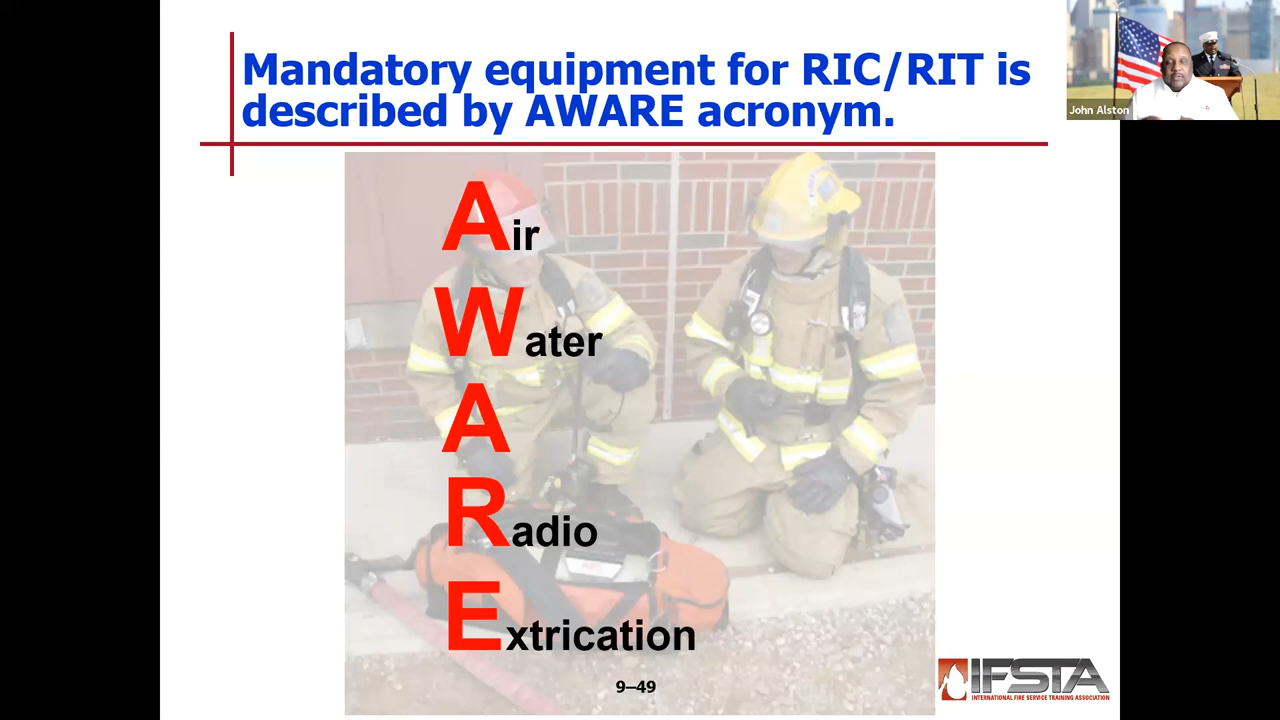 Mandatory equipment for RIC/RIT is
described by AWARE acronym.
John Alston
Air
Water
A
Radio
Extrication
9–49
IFSTA
INTERNATIONAL FIRE SERVICE TRAINING ASSOCIATION